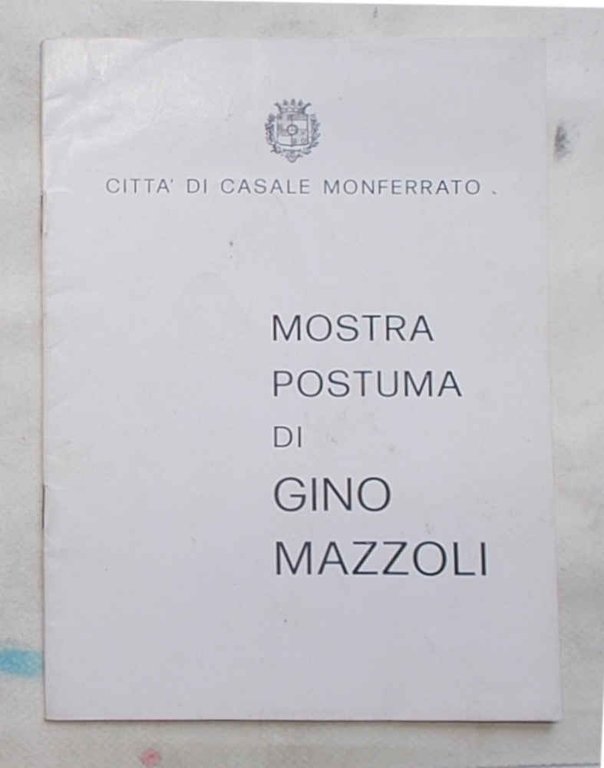 CITTA' DI CASALE MONFERRATO
MOSTRA
POSTUMA
DI
GINO
MAZZOLI